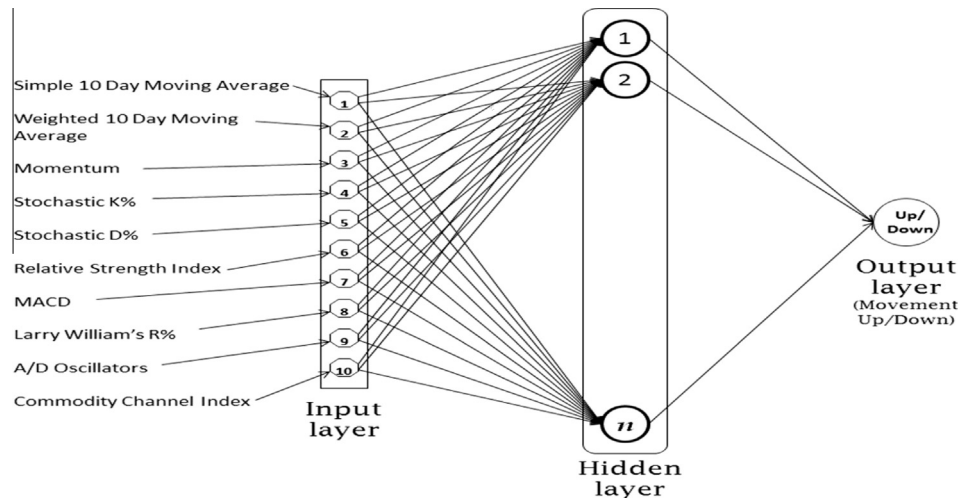 Simple 10 Day Moving Average
Weighted 10 Day Moving
Average
Momentum
Stochastic K%
Stochastic D%
Relative Strength Index
MACD
Larry William's R%
A/D Oscillators
Commodity Channel Index
1
2
3
4
5
6
7
8
9
10
Input
layer
1
2
n
Hidden
layer
Up/
Down
Output
layer
(Movement
Up/Down)